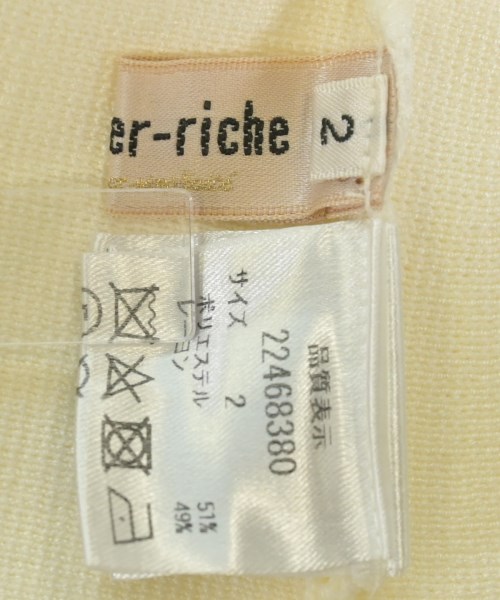 er-riche
2
品質表示
22468380
サイズ 2
ポリエステル 51%
レーヨン 49%